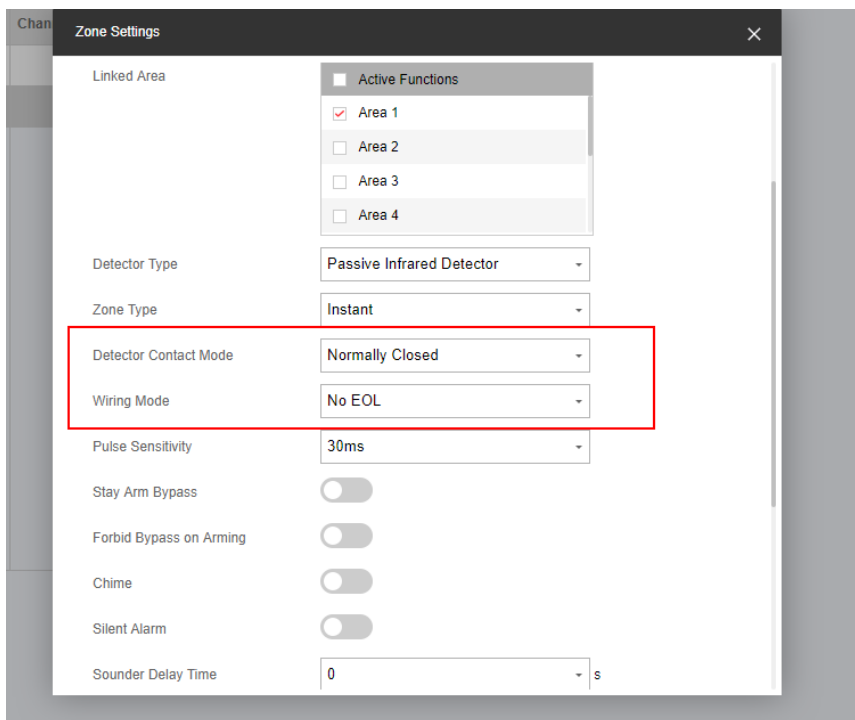 Chan
Zone Settings
Linked Area
Active Functions
Area 1
Area 2
Area 3
Area 4
Detector Type Passive Infrared Detector
Zone Type Instant
Detector Contact Mode Normally Closed
Wiring Mode No EOL
Pulse Sensitivity 30ms
Stay Arm Bypass
Forbid Bypass on Arming
Chime
Silent Alarm
Sounder Delay Time 0 s